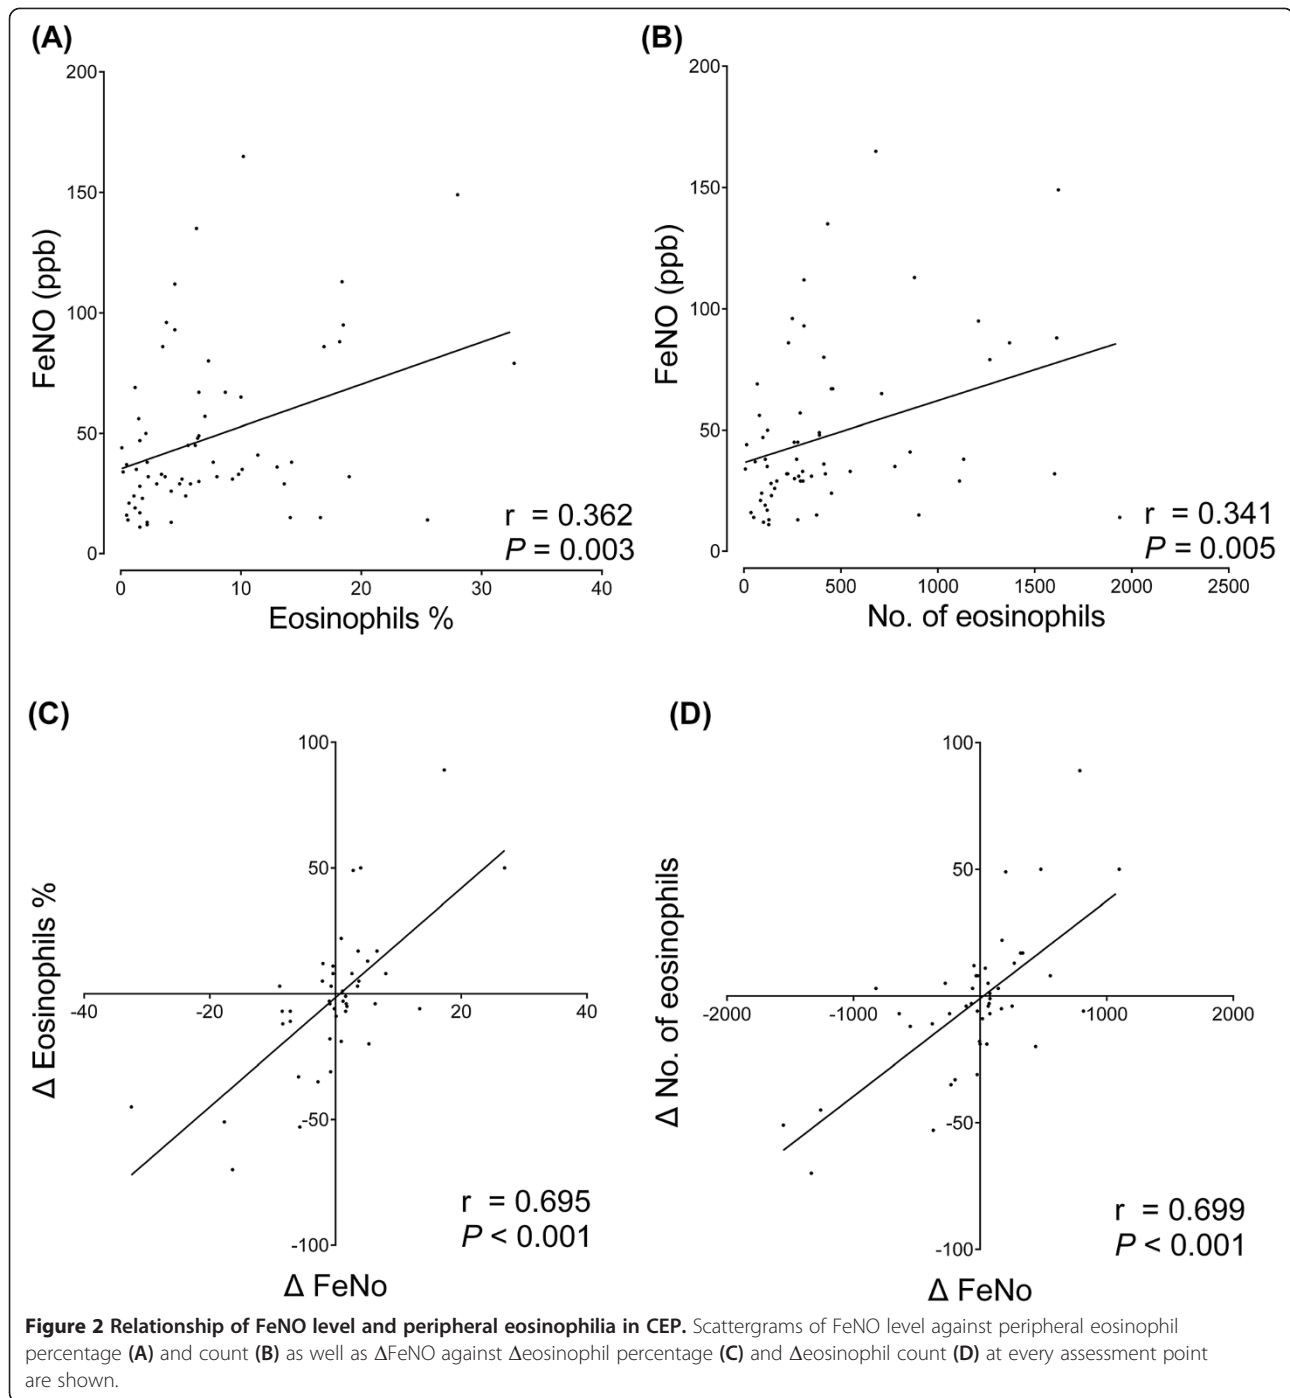 (A)
200
150
100
50
0
FeNO (ppb)
r = 0.362
P = 0.003
0 10 20 30 40
Eosinophils %
(B)
200
150
100
50
0
FeNO (ppb)
r = 0.341
P = 0.005
0 500 1000 1500 2000 2500
No. of eosinophils
(C)
100
50
-40 -20 20 40
-50
-100
Δ Eosinophils %
r = 0.695
P < 0.001
Δ FeNo
(D)
100
50
-2000 -1000 1000 2000
-50
-100
Δ No. of eosinophils
r = 0.699
P < 0.001
Δ FeNo
Figure 2 Relationship of FeNO level and peripheral eosinophilia in CEP. Scattergrams of FeNO level against peripheral eosinophil
percentage (A) and count (B) as well as ΔFeNO against Δeosinophil percentage (C) and Δeosinophil count (D) at every assessment point
are shown.